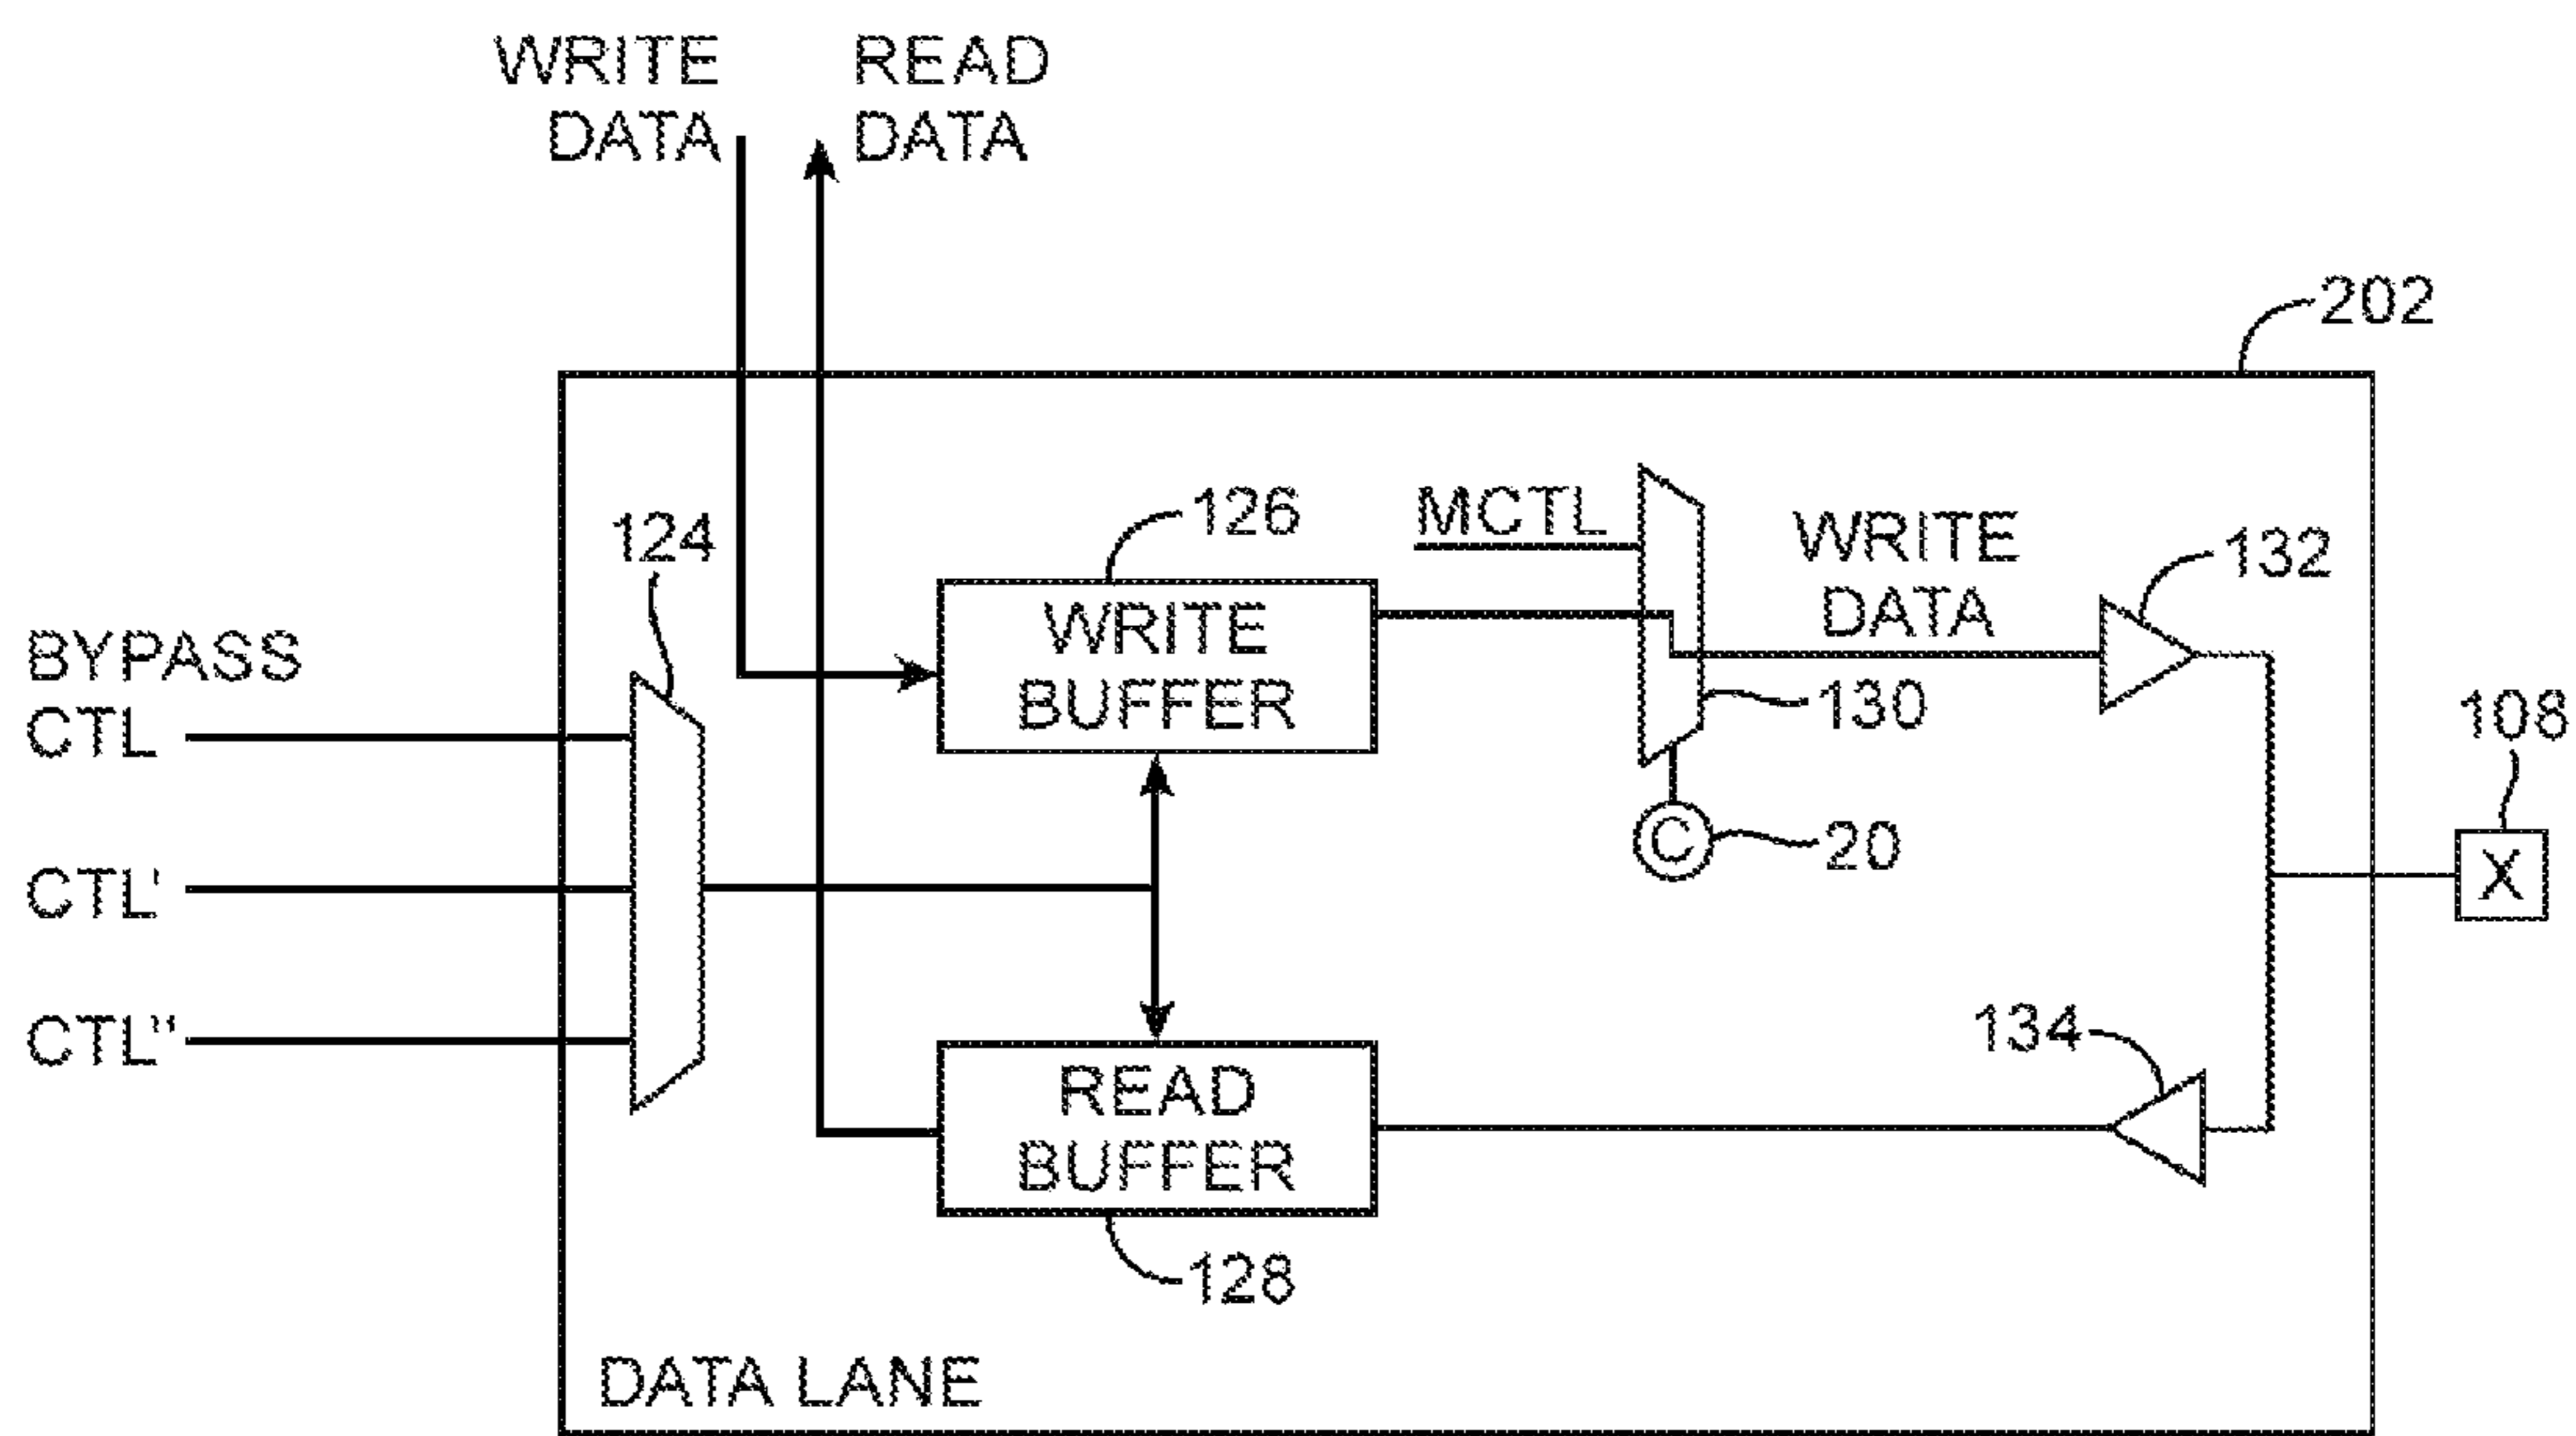 WRITE
DATA
READ
DATA
202
124
126
MCTL
WRITE
DATA
132
BYPASS
CTL
WRITE
BUFFER
130
108
20
X
C
CTL'
CTL"
134
READ
BUFFER
128
DATA LANE